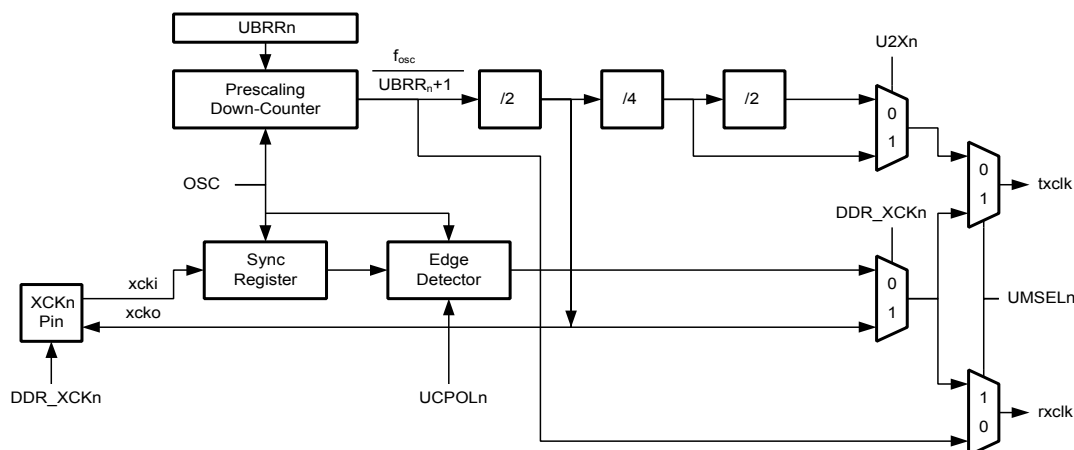 UBRRn
U2Xn
fosc
Prescaling
Down-Counter
UBRRn+1
/2
/4
/2
0
1
0
1
txclk
OSC
DDR_XCKn
Sync
Register
Edge
Detector
xcki
0
1
XCKn
Pin
xcko
UMSELn
DDR_XCKn
UCPOLn
1
0
rxclk